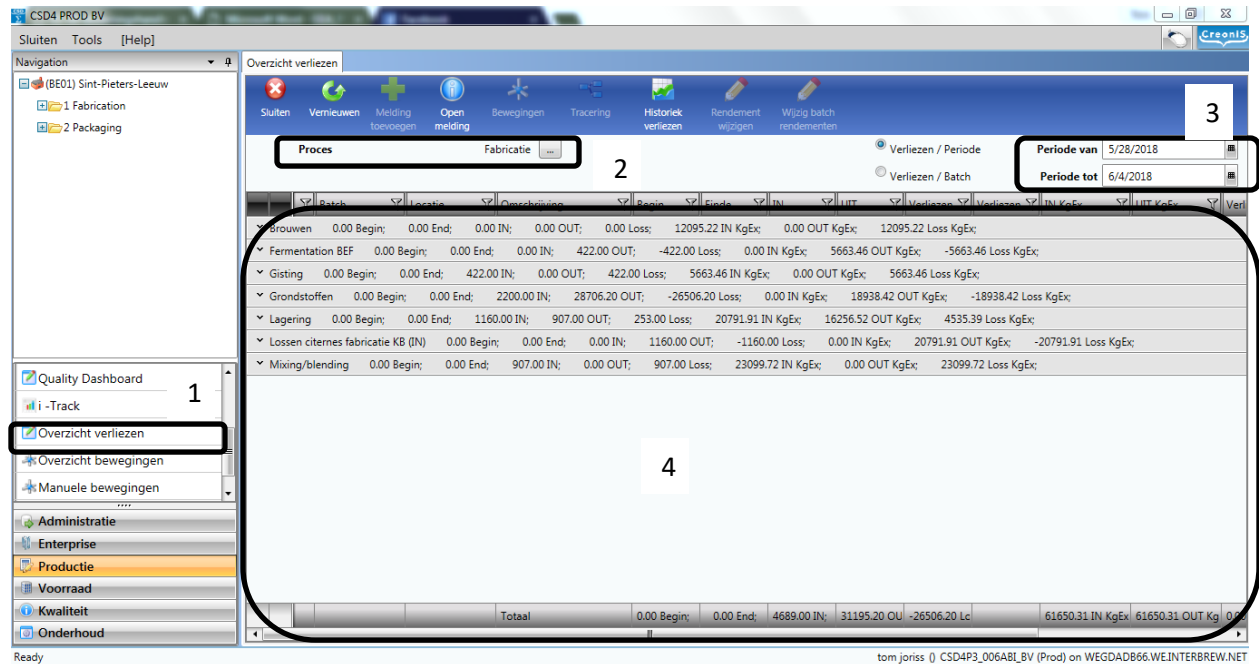 CSD4 PROD BV
Sluiten Tools [Help]
CreonIS
Navigation
Overzicht verliezen
(BE01) Sint-Pieters-Leeuw
1 Fabrication
2 Packaging
Sluiten Vernieuwen Melding toevoegen Open melding Bewegingen Tracering Historiek verliezen Rendement wijzigen Wijzig batch rendementen
3
Proces Fabricatie ...
2
Verliezen / Periode
Periode van 5/28/2018
Verliezen / Batch
Periode tot 6/4/2018
Batch Locatie Omschrijving Begin Einde IN UIT Verliezen Verliezen IN KgEx UIT KgEx Verl
Brouwen 0.00 Begin; 0.00 End; 0.00 IN; 0.00 OUT; 0.00 Loss; 12095.22 IN KgEx; 0.00 OUT KgEx; 12095.22 Loss KgEx;
Fermentation BEF 0.00 Begin; 0.00 End; 0.00 IN; 422.00 OUT; -422.00 Loss; 0.00 IN KgEx; 5663.46 OUT KgEx; -5663.46 Loss KgEx;
Gisting 0.00 Begin; 0.00 End; 422.00 IN; 0.00 OUT; 422.00 Loss; 5663.46 IN KgEx; 0.00 OUT KgEx; 5663.46 Loss KgEx;
Grondstoffen 0.00 Begin; 0.00 End; 2200.00 IN; 28706.20 OUT; -26506.20 Loss; 0.00 IN KgEx; 18938.42 OUT KgEx; -18938.42 Loss KgEx;
Lagering 0.00 Begin; 0.00 End; 1160.00 IN; 907.00 OUT; 253.00 Loss; 20791.91 IN KgEx; 16256.52 OUT KgEx; 4535.39 Loss KgEx;
Lossen citernes fabricatie KB (IN) 0.00 Begin; 0.00 End; 0.00 IN; 1160.00 OUT; -1160.00 Loss; 0.00 IN KgEx; 20791.91 OUT KgEx; -20791.91 Loss KgEx;
Mixing/blending 0.00 Begin; 0.00 End; 907.00 IN; 0.00 OUT; 907.00 Loss; 23099.72 IN KgEx; 0.00 OUT KgEx; 23099.72 Loss KgEx;
4
Totaal 0.00 Begin; 0.00 End; 4689.00 IN; 31195.20 OU -26506.20 Lc 61650.31 IN KgEx 61650.31 OUT Kg 0.00
Quality Dashboard
1
i -Track
Overzicht verliezen
Overzicht bewegingen
Manuele bewegingen
Administratie
Enterprise
Productie
Voorraad
Kwaliteit
Onderhoud
Ready
tom joriss () CSD4P3_006ABI_BV (Prod) on WEGDADB66.WE.INTERBREW.NET